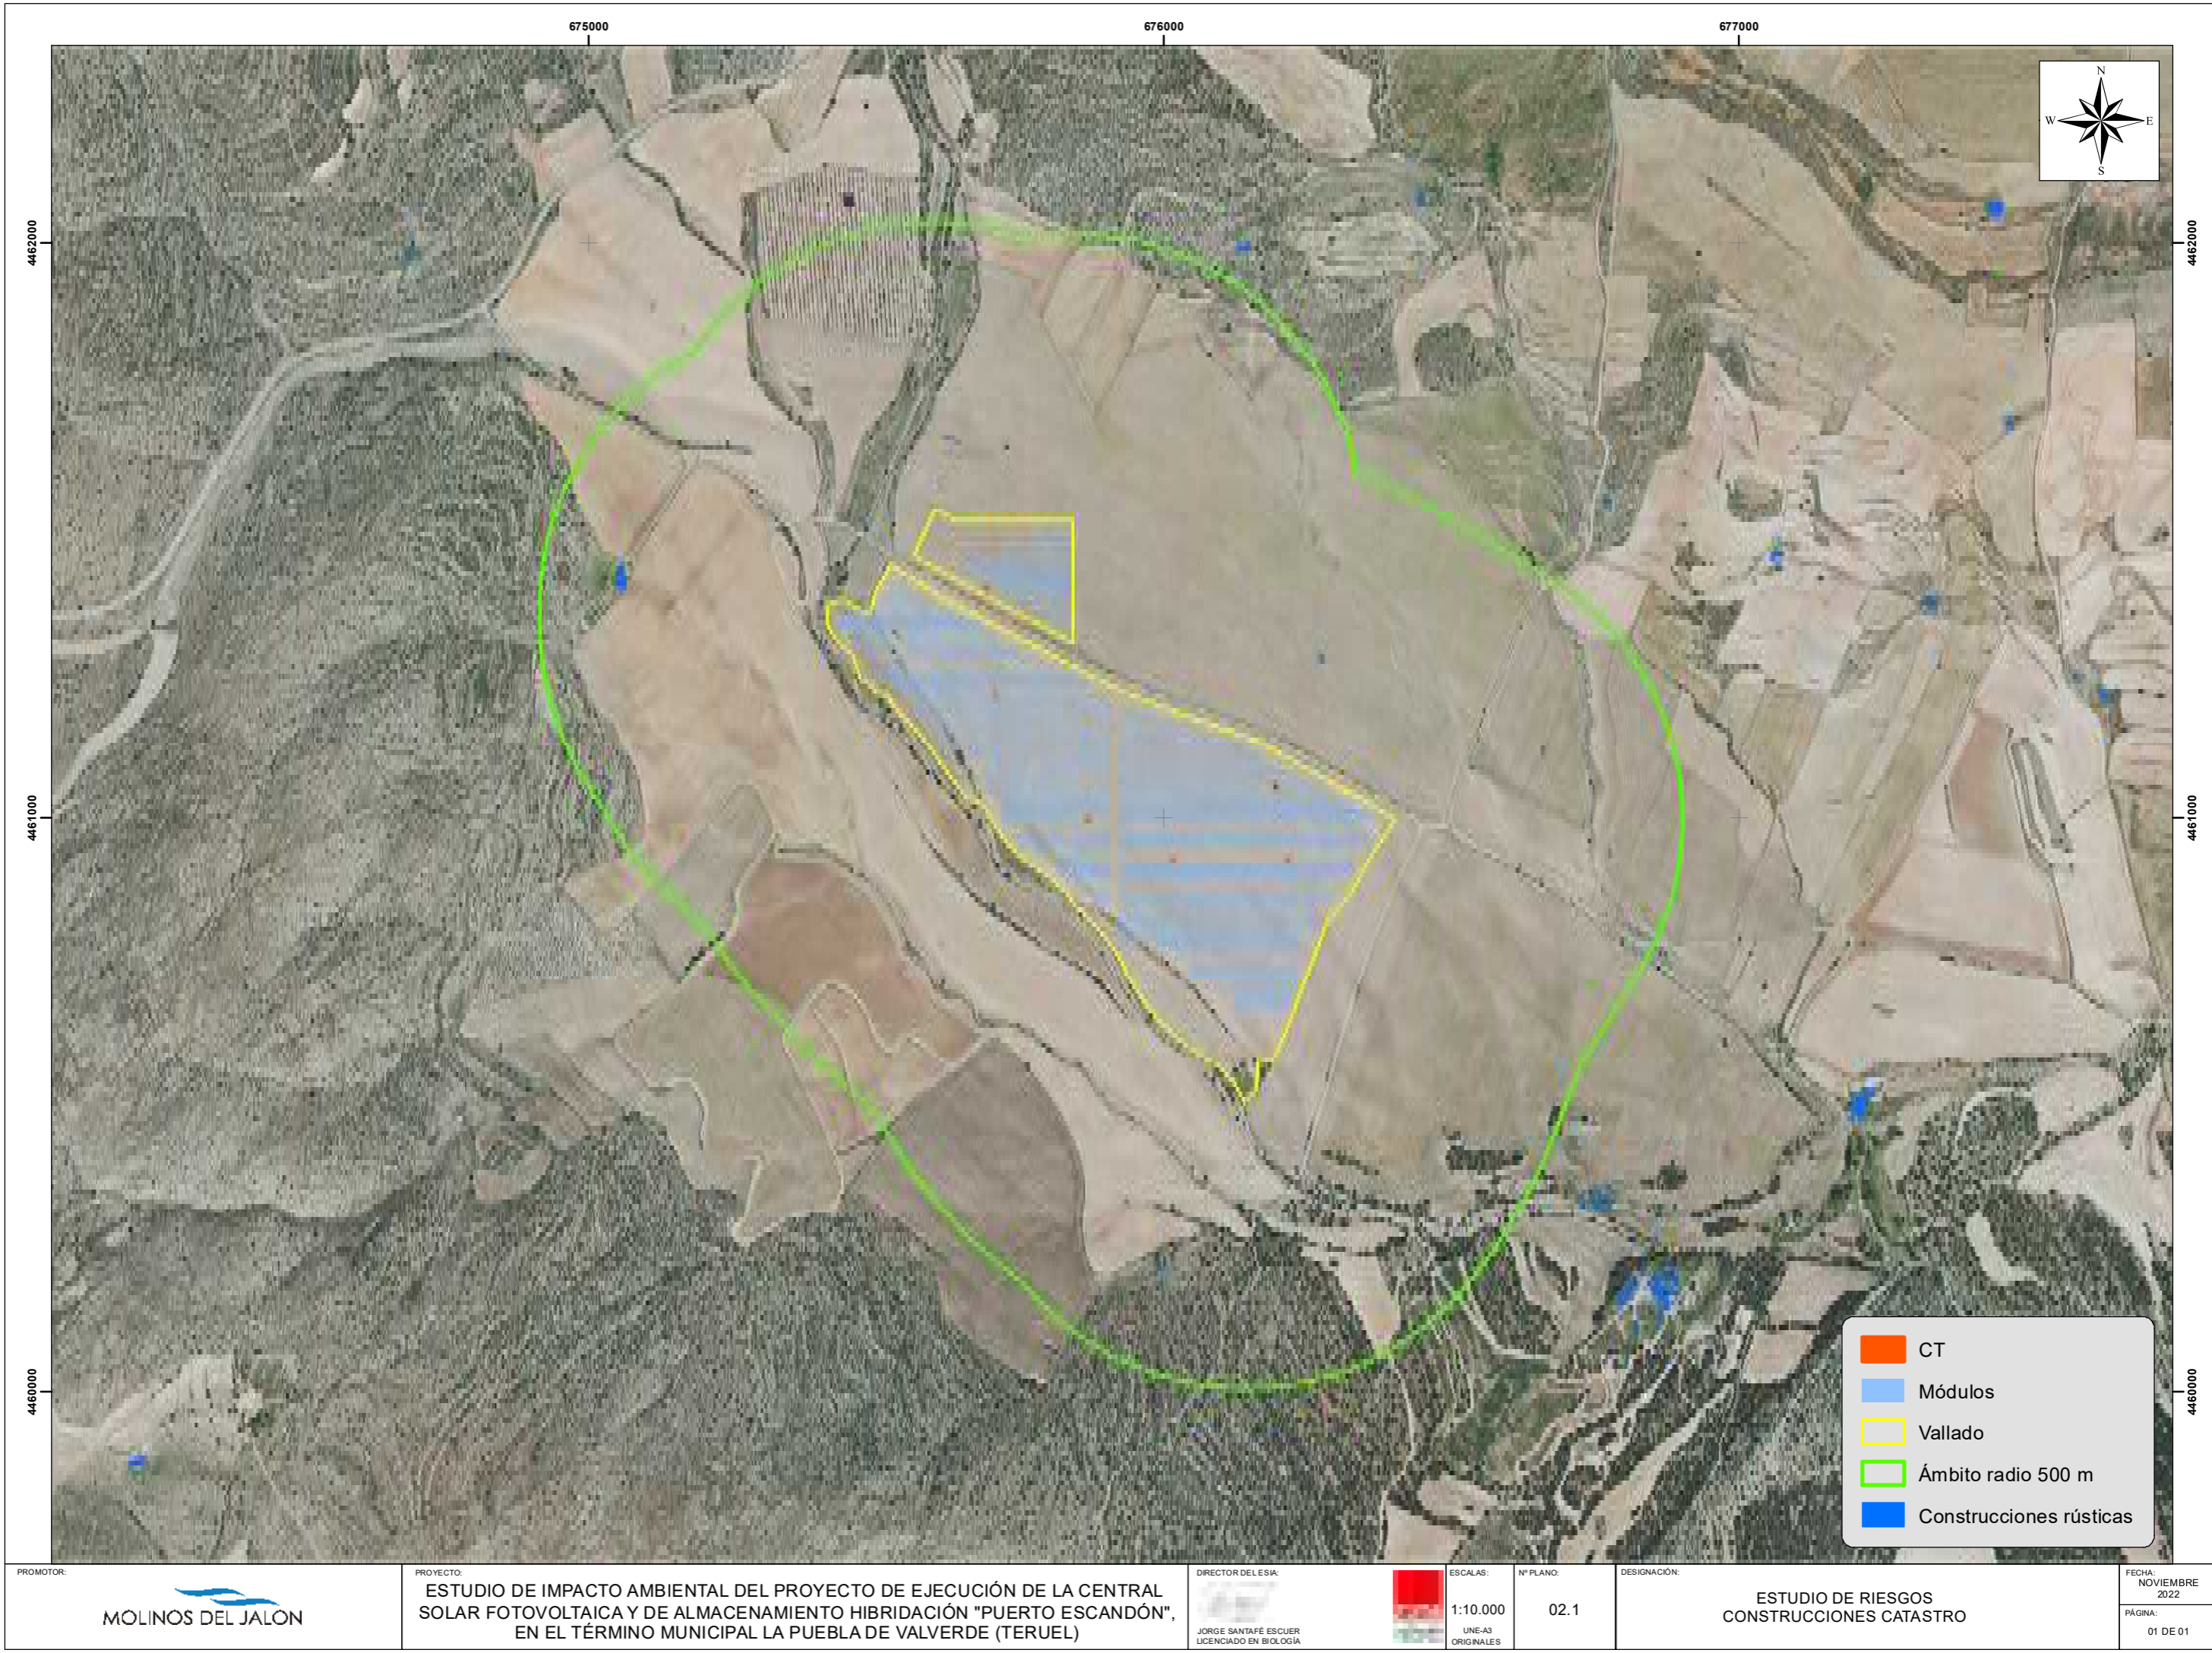 675000
676000
677000
4462000
4462000
4461000
4461000
4460000
4460000
N
W
E
S
CT
Módulos
Vallado
Ámbito radio 500 m
Construcciones rústicas
PROMOTOR:
MOLINOS DEL JALÓN
PROYECTO:
ESTUDIO DE IMPACTO AMBIENTAL DEL PROYECTO DE EJECUCIÓN DE LA CENTRAL
SOLAR FOTOVOLTAICA Y DE ALMACENAMIENTO HIBRIDACIÓN "PUERTO ESCANDÓN",
EN EL TÉRMINO MUNICIPAL LA PUEBLA DE VALVERDE (TERUEL)
DIRECTOR DEL ESIA:
JORGE SANTAFÉ ESCUER
LICENCIADO EN BIOLOGÍA
ESCALAS:
1:10.000
UNE-A3
ORIGINALES
Nº PLANO:
02.1
DESIGNACIÓN:
ESTUDIO DE RIESGOS
CONSTRUCCIONES CATASTRO
FECHA:
NOVIEMBRE
2022
PÁGINA:
01 DE 01